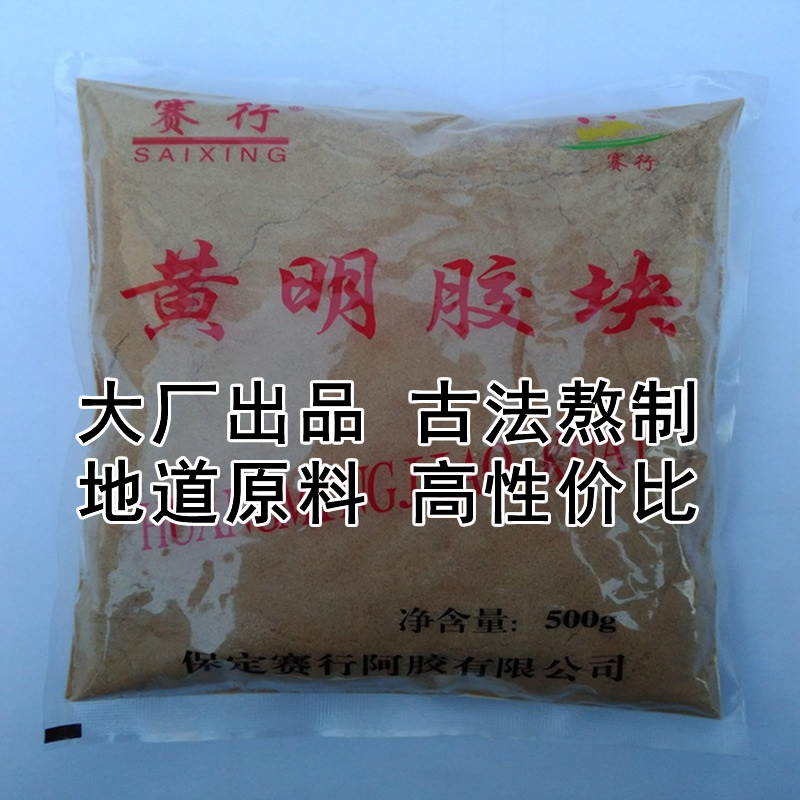 赛行®
SAIXING
赛行
黄明胶块
大厂出品 古法熬制
地道原料 高性价比
HUANGMINGJIAO KUAI
净含量：500g
保定赛行阿胶有限公司